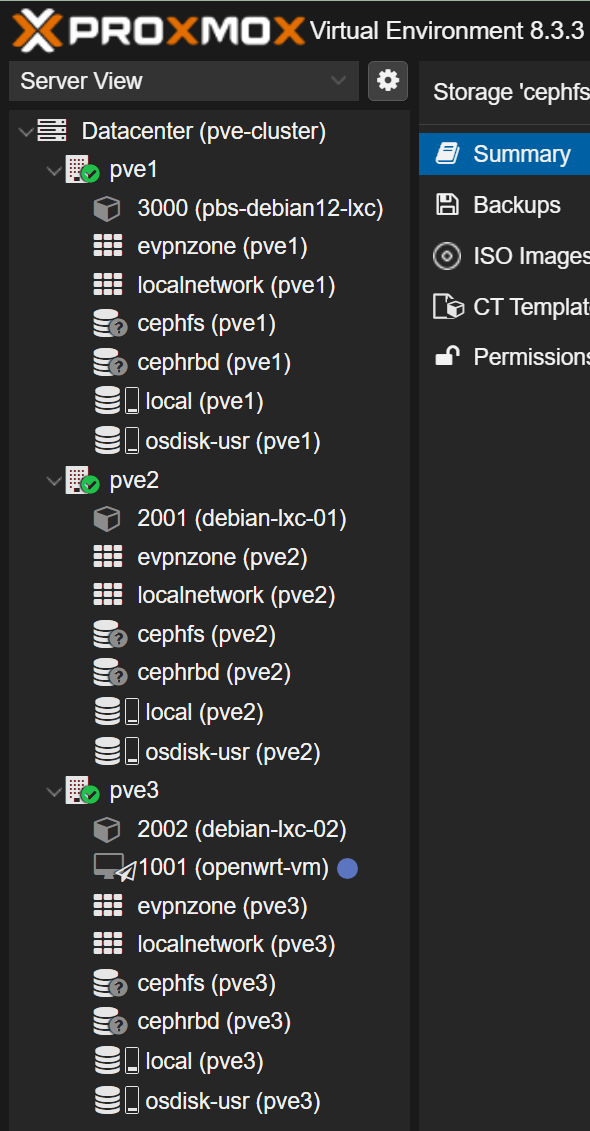 PROXMOX Virtual Environment 8.3.3
Server View
Storage 'cephfs
Datacenter (pve-cluster)
pve1
3000 (pbs-debian12-lxc)
evpnzone (pve1)
localnetwork (pve1)
cephfs (pve1)
cephrbd (pve1)
local (pve1)
osdisk-usr (pve1)
pve2
2001 (debian-lxc-01)
evpnzone (pve2)
localnetwork (pve2)
cephfs (pve2)
cephrbd (pve2)
local (pve2)
osdisk-usr (pve2)
pve3
2002 (debian-lxc-02)
1001 (openwrt-vm)
evpnzone (pve3)
localnetwork (pve3)
cephfs (pve3)
cephrbd (pve3)
local (pve3)
osdisk-usr (pve3)
Summary
Backups
ISO Images
CT Templat
Permissions